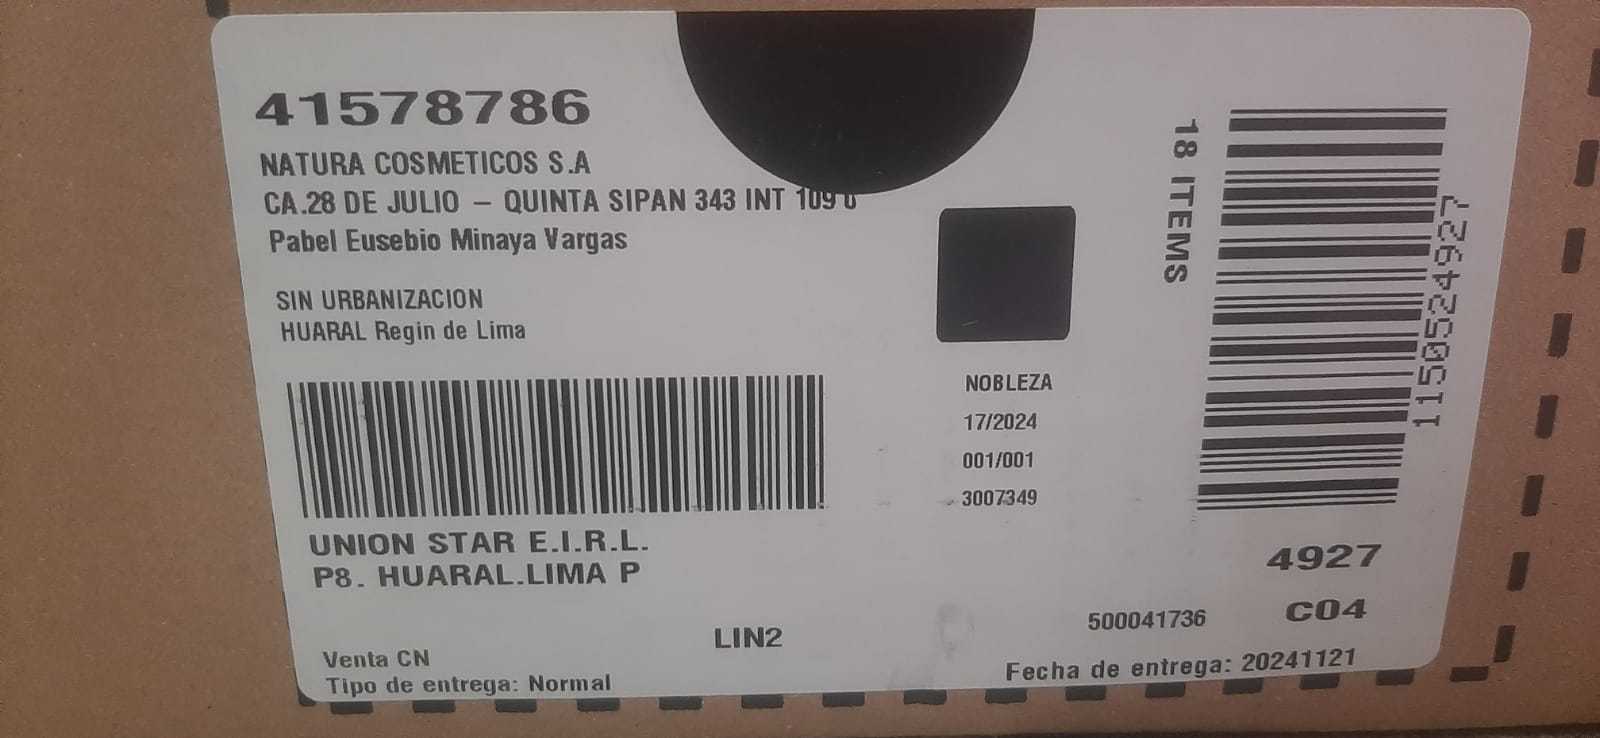 41578786
NATURA COSMETICOS S.A
CA.28 DE JULIO – QUINTA SIPAN 343 INT 109
Pabel Eusebio Minaya Vargas
SIN URBANIZACION
HUARAL Regin de Lima
UNION STAR E.I.R.L.
P8. HUARAL.LIMA P
LIN2
Venta CN
Tipo de entrega: Normal
NOBLEZA
17/2024
001/001
3007349
18 ITEMS
1150524927
4927
C04
500041736
Fecha de entrega: 20241121